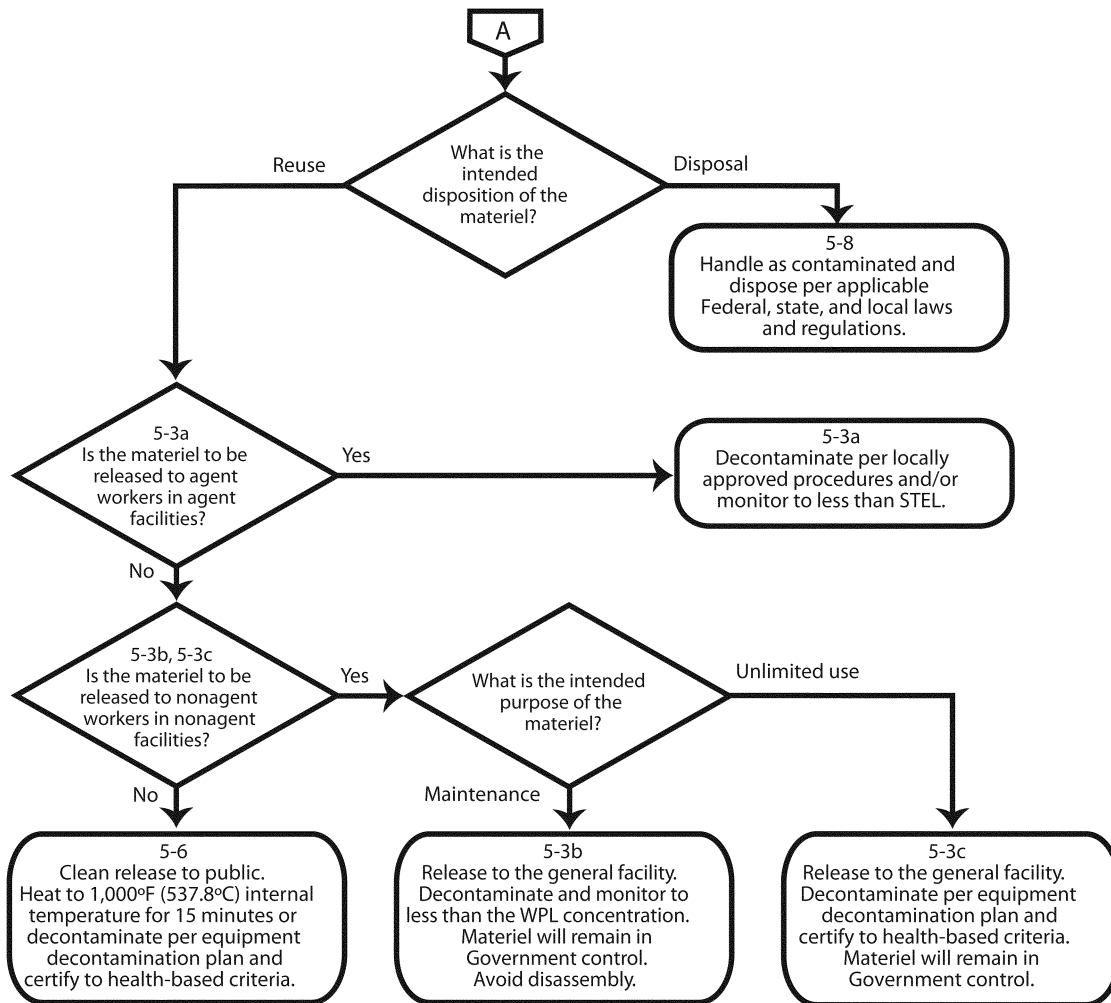 A
What is the
intended
disposition of the
materiel?
Reuse
Disposal
5-8
Handle as contaminated and
dispose per applicable
Federal, state, and local laws
and regulations.
5-3a
Is the materiel to be
released to agent
workers in agent
facilities?
Yes
5-3a
Decontaminate per locally
approved procedures and/or
monitor to less than STEL.
No
5-3b, 5-3c
Is the materiel to be
released to nonagent
workers in nonagent
facilities?
Yes
What is the intended
purpose of the
materiel?
Unlimited use
No
Maintenance
5-6
Clean release to public.
Heat to 1,000ºF (537.8ºC) internal
temperature for 15 minutes or
decontaminate per equipment
decontamination plan and
certify to health-based criteria.
5-3b
Release to the general facility.
Decontaminate and monitor to
less than the WPL concentration.
Materiel will remain in
Government control.
Avoid disassembly.
5-3c
Release to the general facility.
Decontaminate per equipment
decontamination plan and
certify to health-based criteria.
Materiel will remain in
Government control.